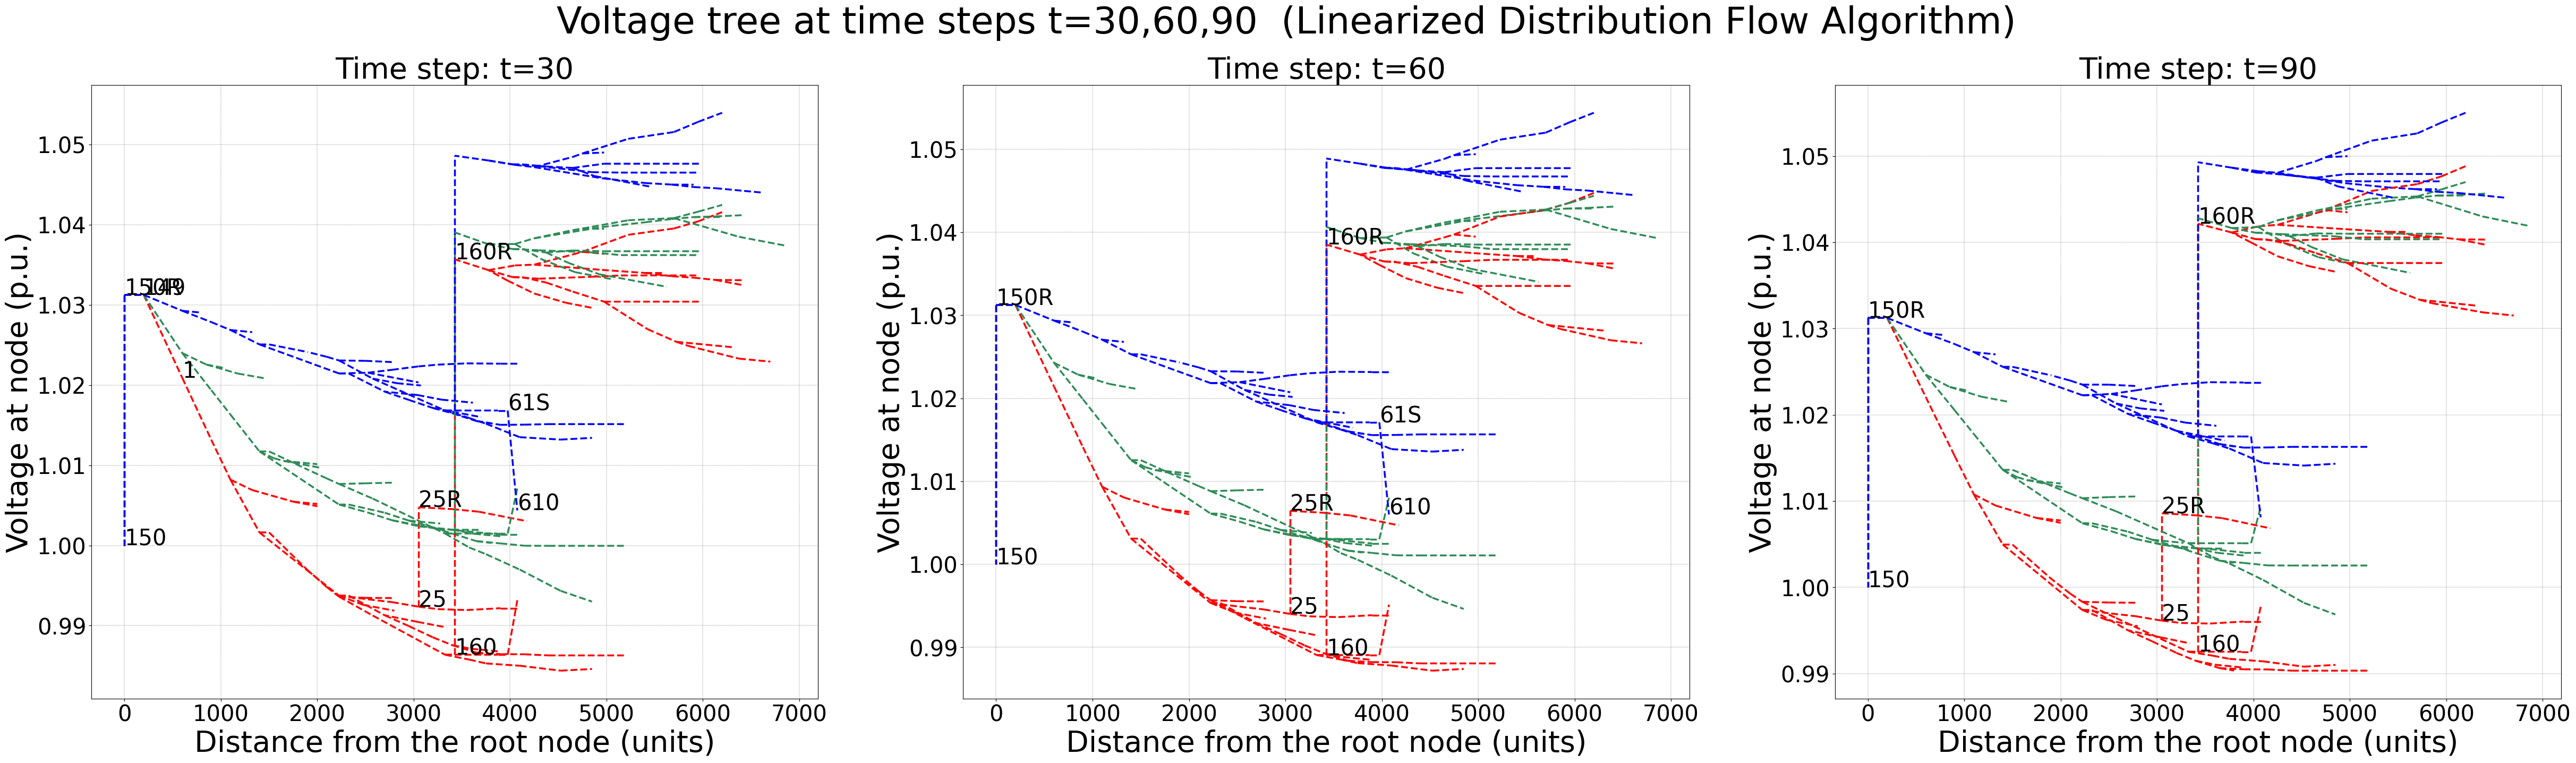 Voltage tree at time steps t=30,60,90 (Linearized Distribution Flow Algorithm)
Time step: t=30
Voltage at node (p.u.)
1.05
1.04
1.03
1.02
1.01
1.00
0.99
150R
149
1
150
160R
61S
25R
610
25
160
0 1000 2000 3000 4000 5000 6000 7000
Distance from the root node (units)
Time step: t=60
Voltage at node (p.u.)
1.05
1.04
1.03
1.02
1.01
1.00
0.99
150R
150
160R
61S
25R
610
25
160
0 1000 2000 3000 4000 5000 6000 7000
Distance from the root node (units)
Time step: t=90
Voltage at node (p.u.)
1.05
1.04
1.03
1.02
1.01
1.00
0.99
150R
150
160R
25R
25
160
0 1000 2000 3000 4000 5000 6000 7000
Distance from the root node (units)